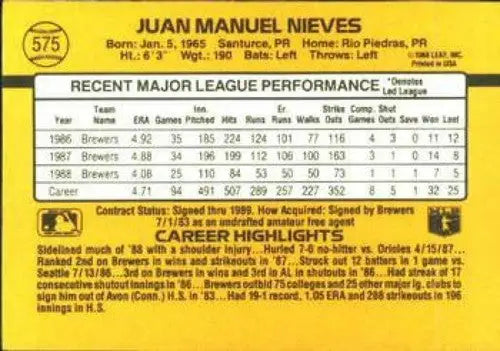 575
JUAN MANUEL NIEVES
Born: Jan. 5, 1965 Santurce, PR Home: Rio Piedras, PR
Ht.: 6'3" Wgt.: 190 Bats: Left Throws: Left
©1988 LEAF, INC.
Printed in USA
RECENT MAJOR LEAGUE PERFORMANCE *Denotes Led League
Year Team Name ERA Games Inn. Pitched Hits Runs Er. Runs Walks Strike Outs Comp. Games Shut Outs Save Won Lost
1986 Brewers 4.92 35 185 224 124 101 77 116 4 3 0 11 12
1987 Brewers 4.88 34 196 199 112 106 100 163 3 1 0 14 8
1988 Brewers 4.08 25 110 84 53 50 50 73 1 1 1 7 5
Career 4.71 94 491 507 289 257 227 352 8 5 1 32 25
Contract Status: Signed thru 1989. How Acquired: Signed by Brewers
7/1/83 as an undrafted amateur free agent
CAREER HIGHLIGHTS
Sidelined much of '88 with a shoulder injury...Hurled 7-0 no-hitter vs. Orioles 4/15/87...
Ranked 2nd on Brewers in wins and strikeouts in '87...Struck out 12 batters in 1 game vs.
Seattle 7/13/86...3rd on Brewers in wins and 3rd in AL in shutouts in '86...Had streak of 17
consecutive shutout innings in '86...Brewers outbid 75 colleges and 25 other major lg. clubs to
sign him out of Avon (Conn.) H.S. in '83...Had 19-1 record, 1.05 ERA and 288 strikeouts in 196
innings in H.S.